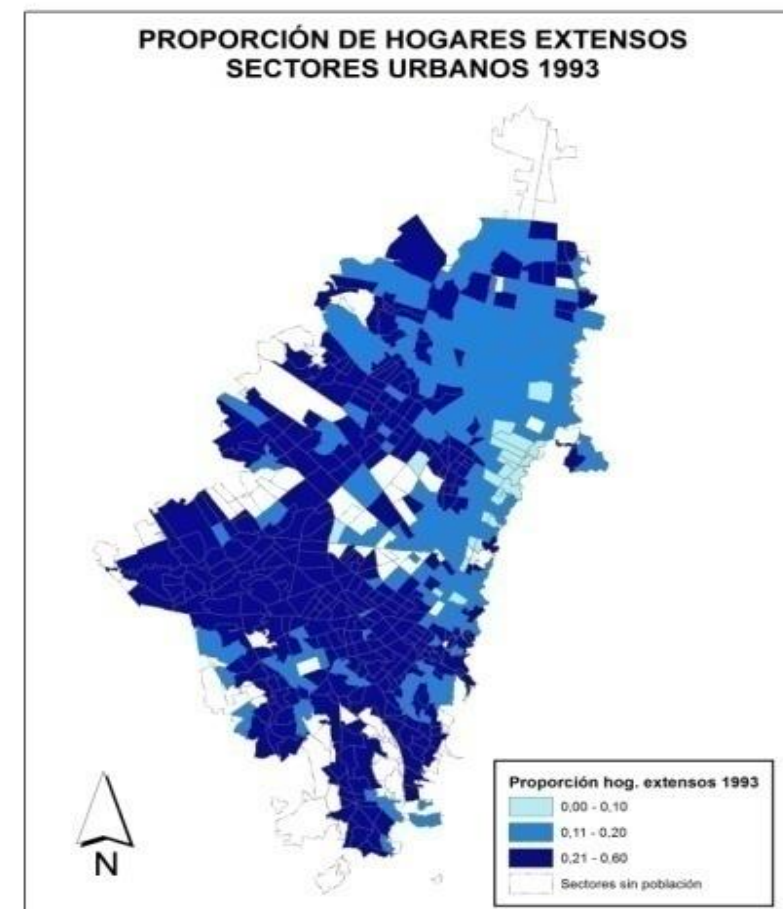 PROPORCIÓN DE HOGARES EXTENSOS
SECTORES URBANOS 1993
N
Proporción hog. extensos 1993
0,00 - 0,10
0,11 - 0,20
0,21 - 0,60
Sectores sin población